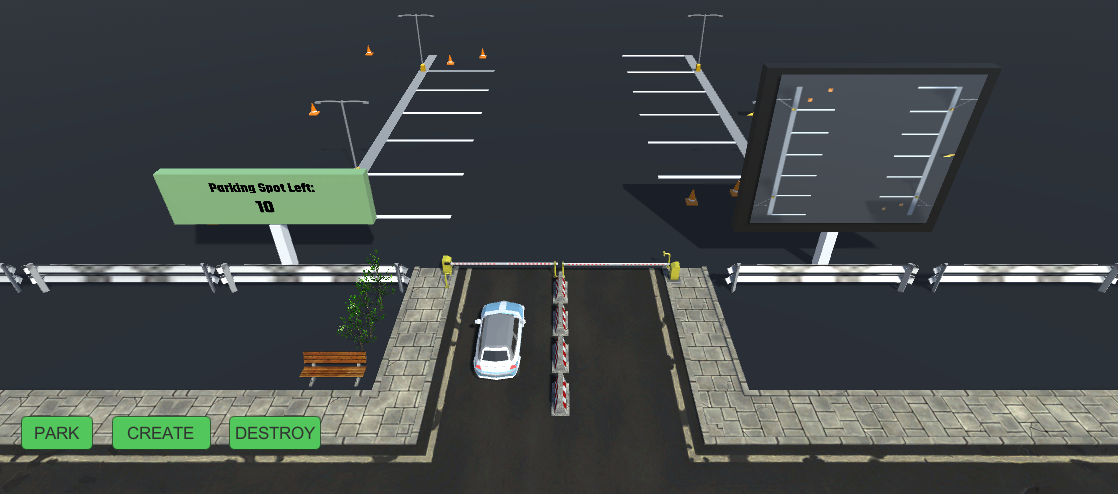 Parking Spot Left:
10
PARK
CREATE
DESTROY